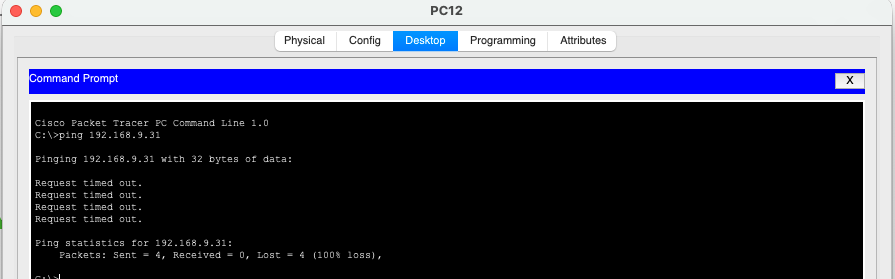 PC12
Physical Config Desktop Programming Attributes
Command Prompt
X
Cisco Packet Tracer PC Command Line 1.0
C:\>ping 192.168.9.31
Pinging 192.168.9.31 with 32 bytes of data:
Request timed out.
Request timed out.
Request timed out.
Request timed out.
Ping statistics for 192.168.9.31:
Packets: Sent = 4, Received = 0, Lost = 4 (100% loss),
C:\>